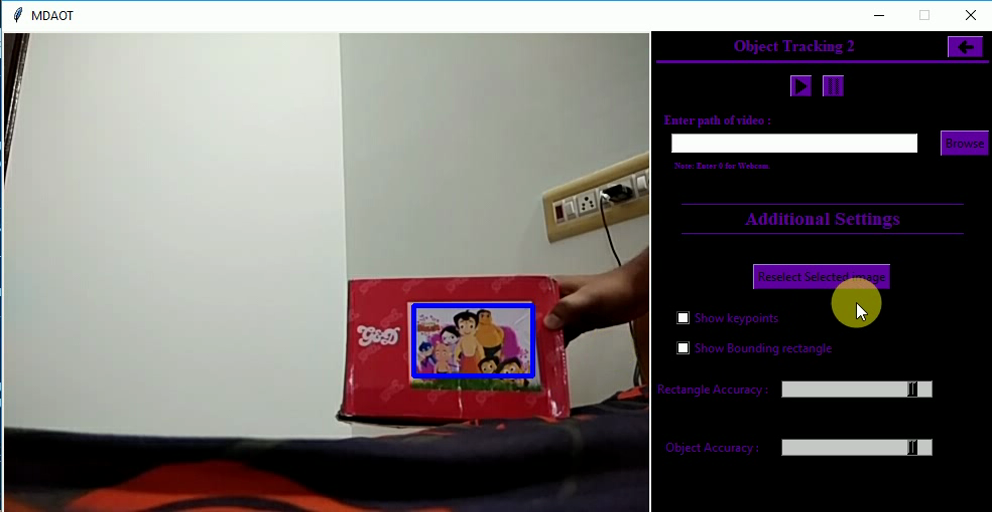 MDAOT
Object Tracking 2
Enter path of video :
Browse
Note: Enter 0 for Webcam
Additional Settings
Reselect Selected image
Show keypoints
Show Bounding rectangle
Rectangle Accuracy :
Object Accuracy :